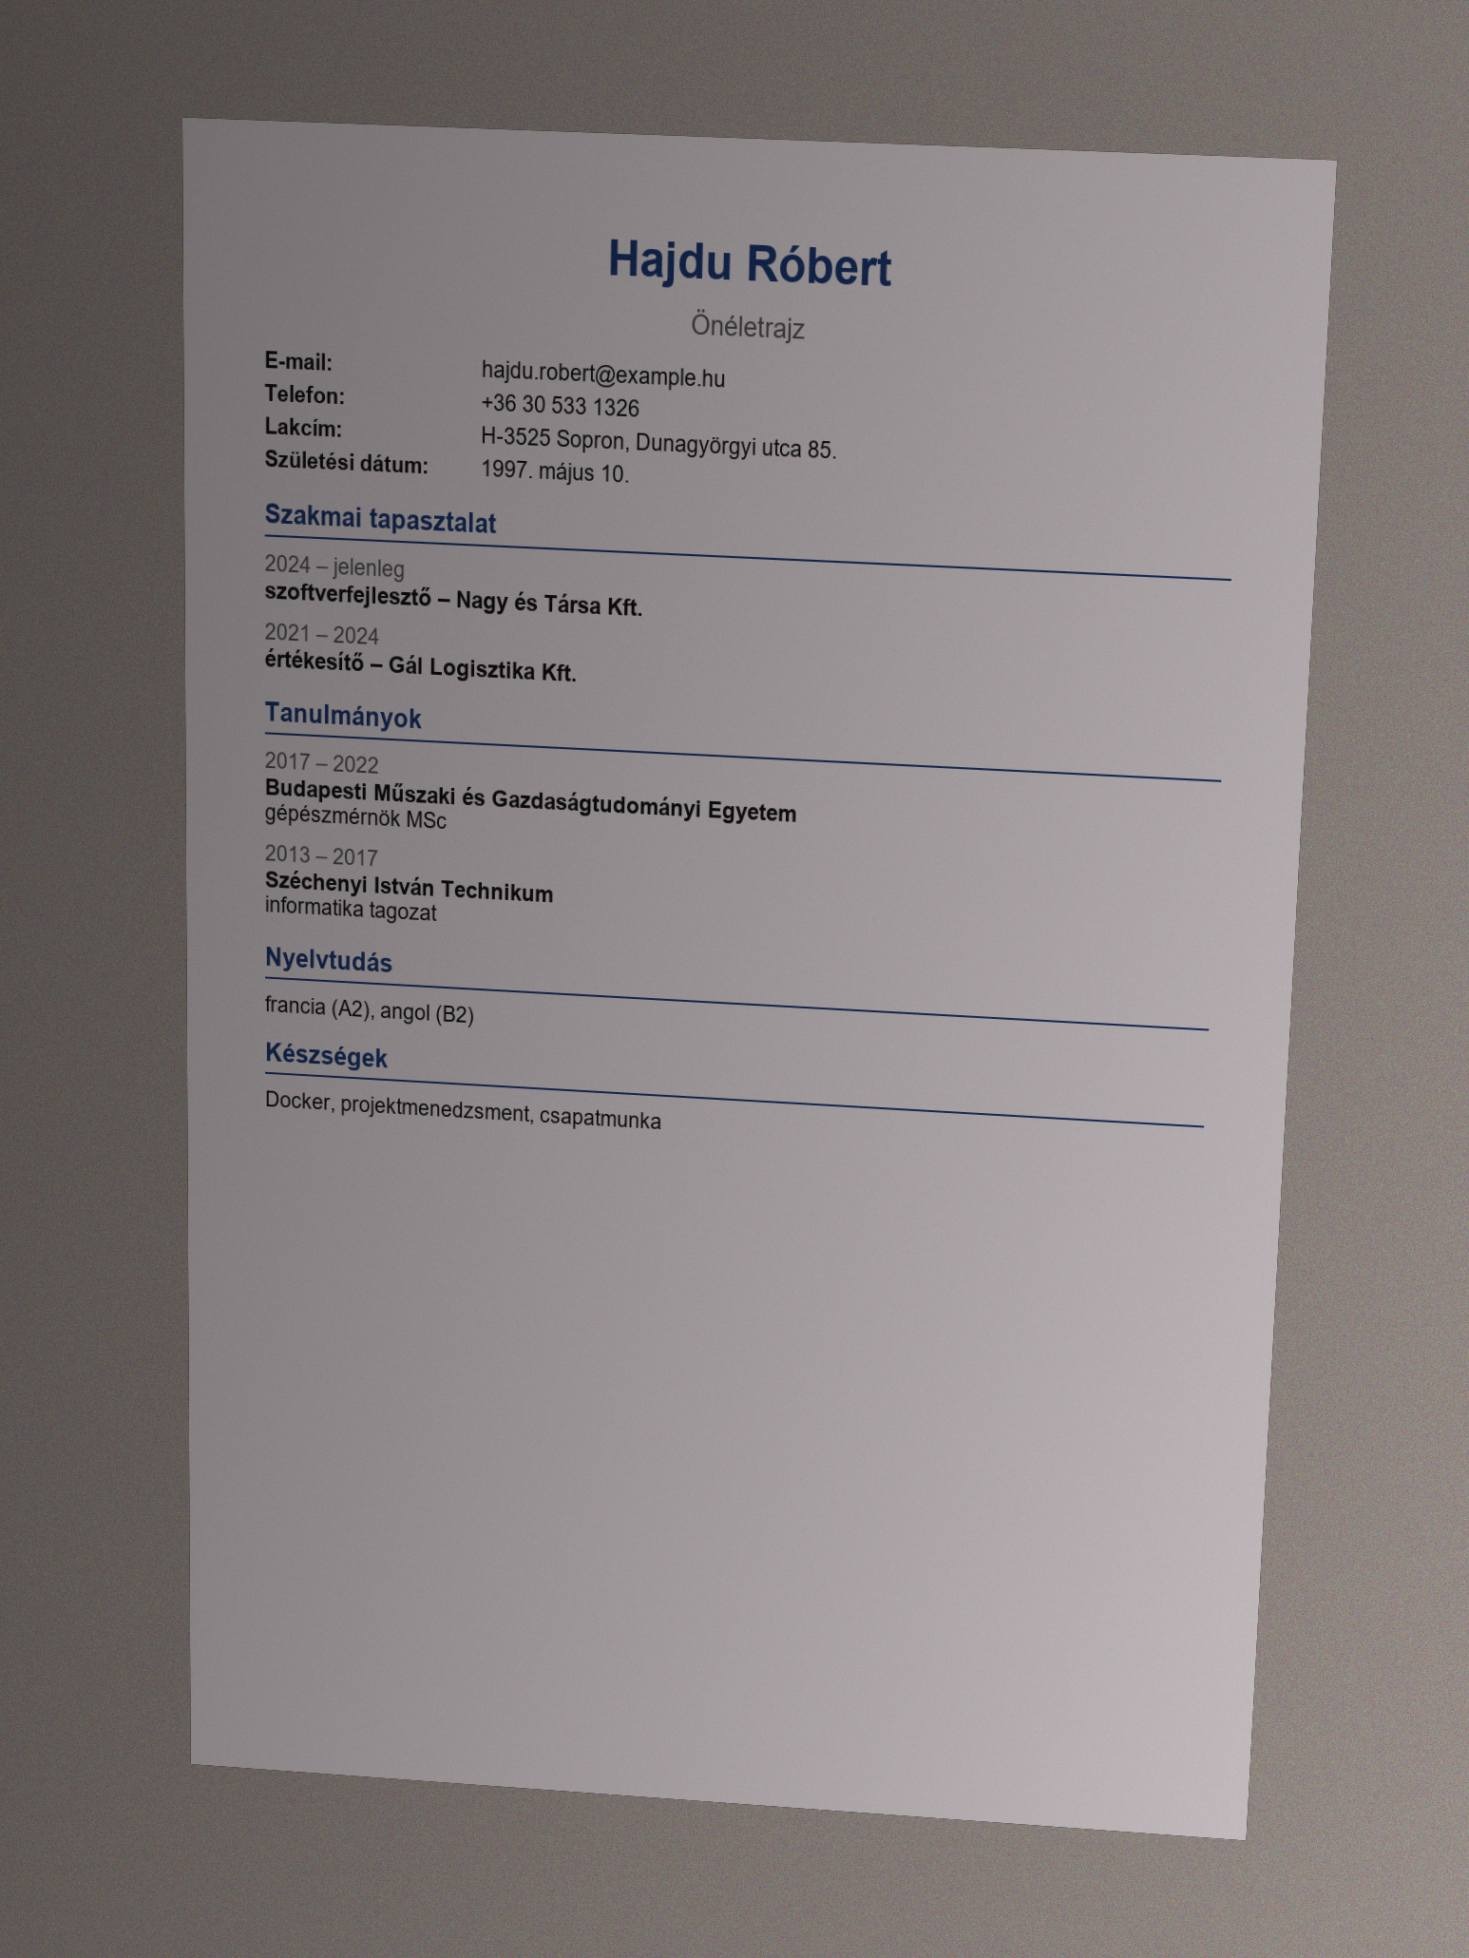 Hajdu Róbert
Önéletrajz
E-mail: hajdu.robert@example.hu
Telefon: +36 30 533 1326
Lakcím: H-3525 Sopron, Dunagyörgyi utca 85.
Születési dátum: 1997. május 10.
Szakmai tapasztalat
2024 – jelenleg
szoftverfejlesztő – Nagy és Társa Kft.
2021 – 2024
értékesítő – Gál Logisztika Kft.
Tanulmányok
2017 – 2022
Budapesti Műszaki és Gazdaságtudományi Egyetem
gépészmérnök MSc
2013 – 2017
Széchenyi István Technikum
informatika tagozat
Nyelvtudás
francia (A2), angol (B2)
Készségek
Docker, projektmenedzsment, csapatmunka